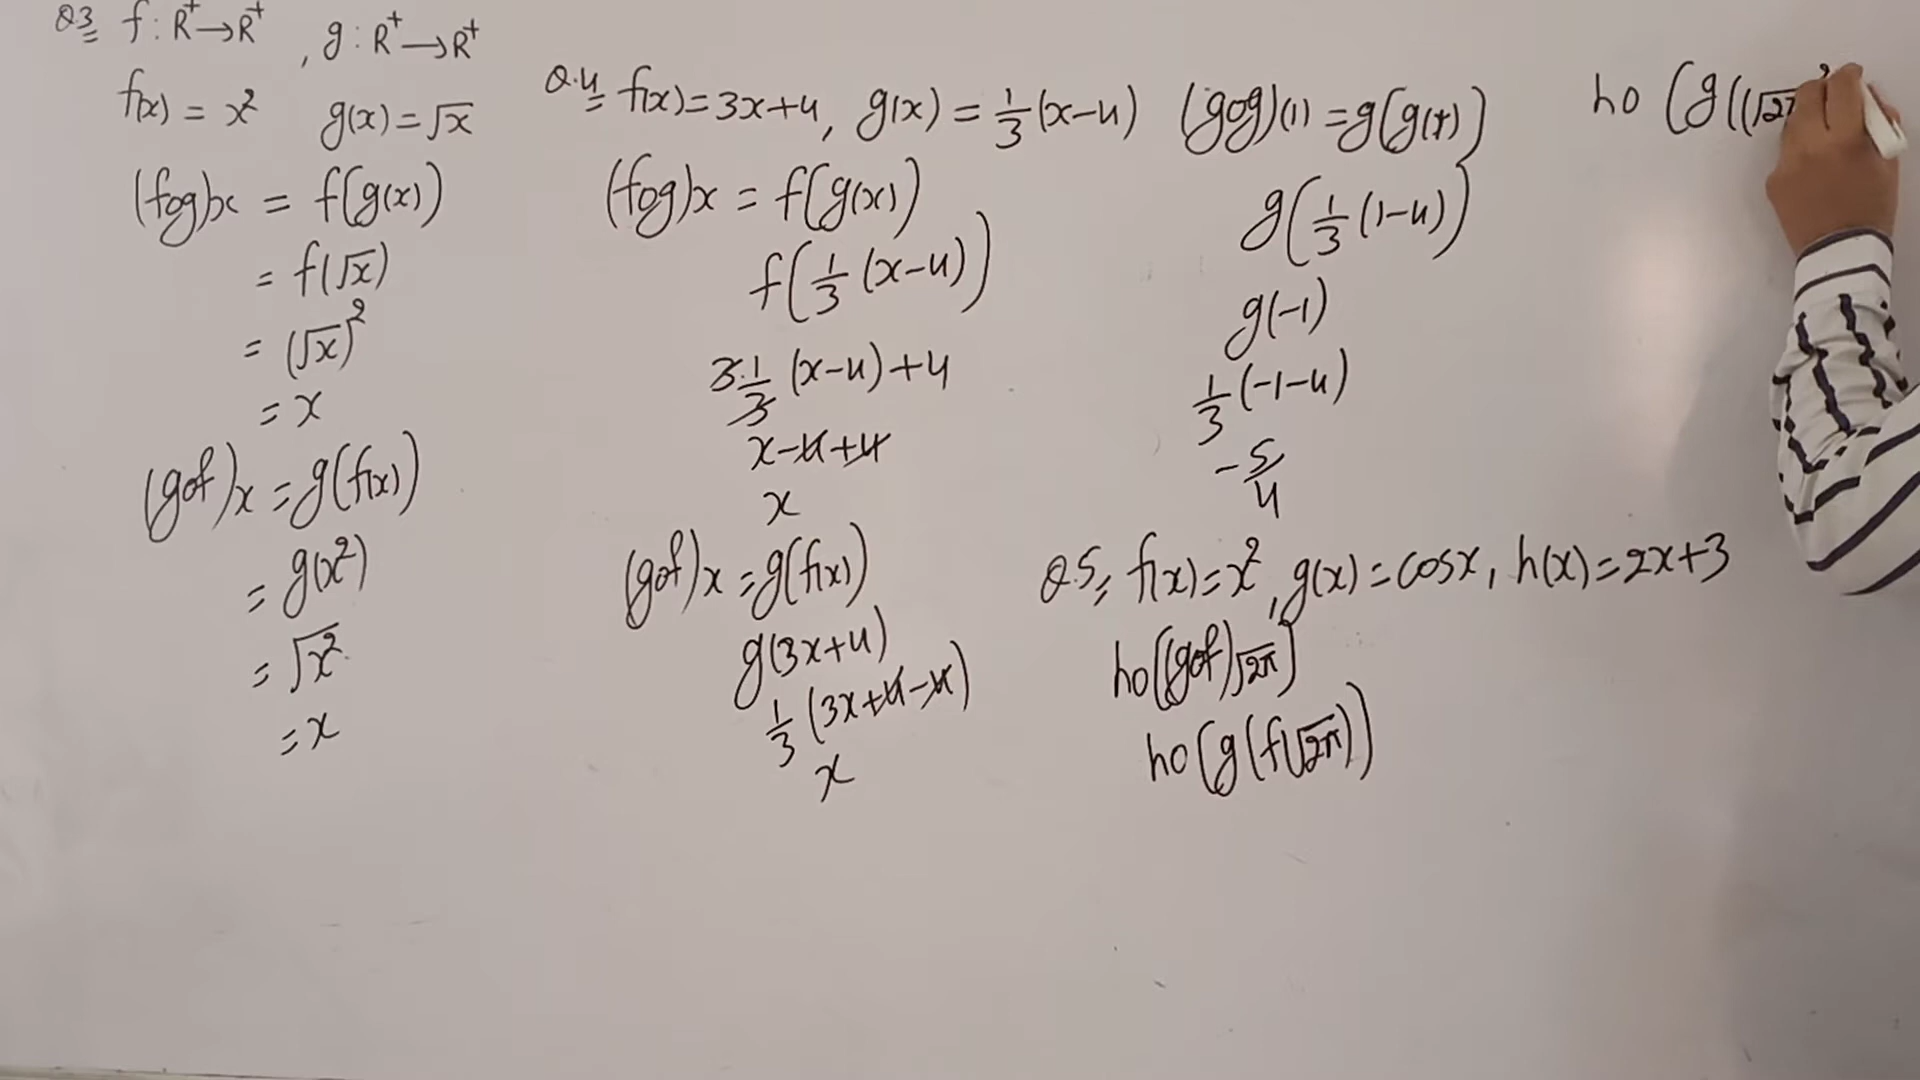 Q3 f: R⁺→R⁺, g: R⁺→R⁺
f(x) = x² g(x) = √x
(fog)x = f(g(x))
= f(√x)
= (√x)²
= x
(gof)x = g(f(x))
= g(x²)
= √x²
= x
Q.4 f(x) = 3x+4, g(x) = 1/3 (x-4)
(fog)x = f(g(x))
f(1/3 (x-4))
3·1/3 (x-4)+4
x-4+4
x
(gof)x = g(f(x))
g(3x+4)
1/3 (3x+4-4)
x
(gog)(1) = g(g(1))
g(1/3 (1-4))
g(-1)
1/3 (-1-4)
-5/4
Q.5 f(x) = x², g(x) = cosx, h(x) = 2x+3
ho((gof)√2π)
ho(g(f(√2π))
ho (g((√2